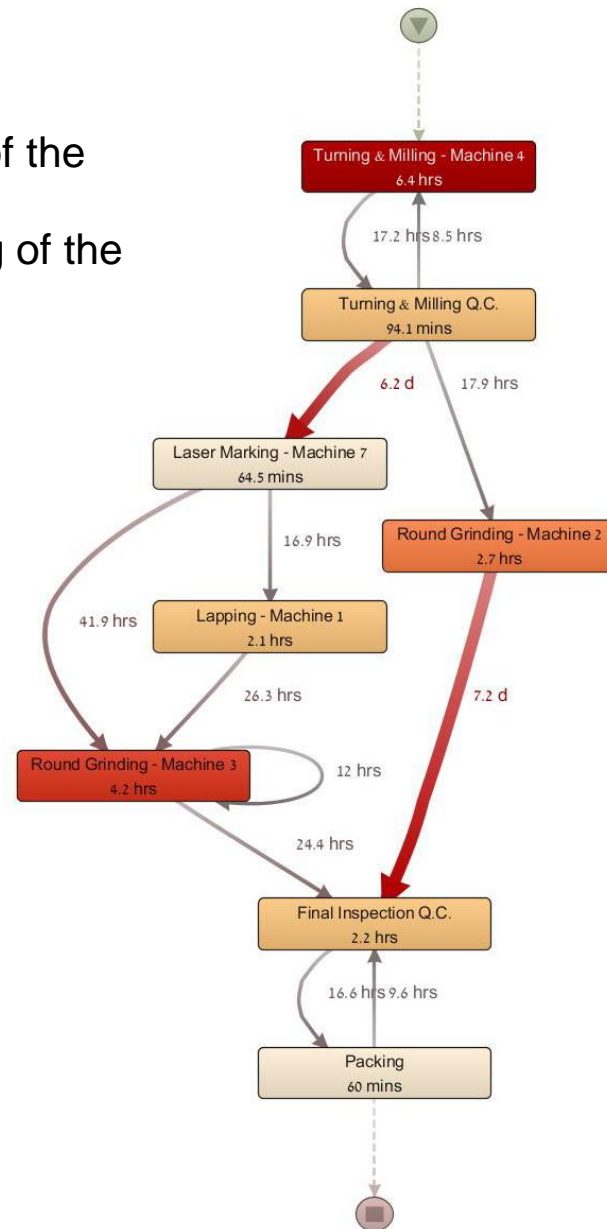 of the
g of the
Turning & Milling - Machine 4
6.4 hrs
17.2 hrs 8.5 hrs
Turning & Milling Q.C.
94.1 mins
6.2 d
17.9 hrs
Laser Marking - Machine 7
64.5 mins
Round Grinding - Machine 2
2.7 hrs
16.9 hrs
41.9 hrs
Lapping - Machine 1
2.1 hrs
26.3 hrs
7.2 d
Round Grinding - Machine 3
4.2 hrs
12 hrs
24.4 hrs
Final Inspection Q.C.
2.2 hrs
16.6 hrs 9.6 hrs
Packing
60 mins